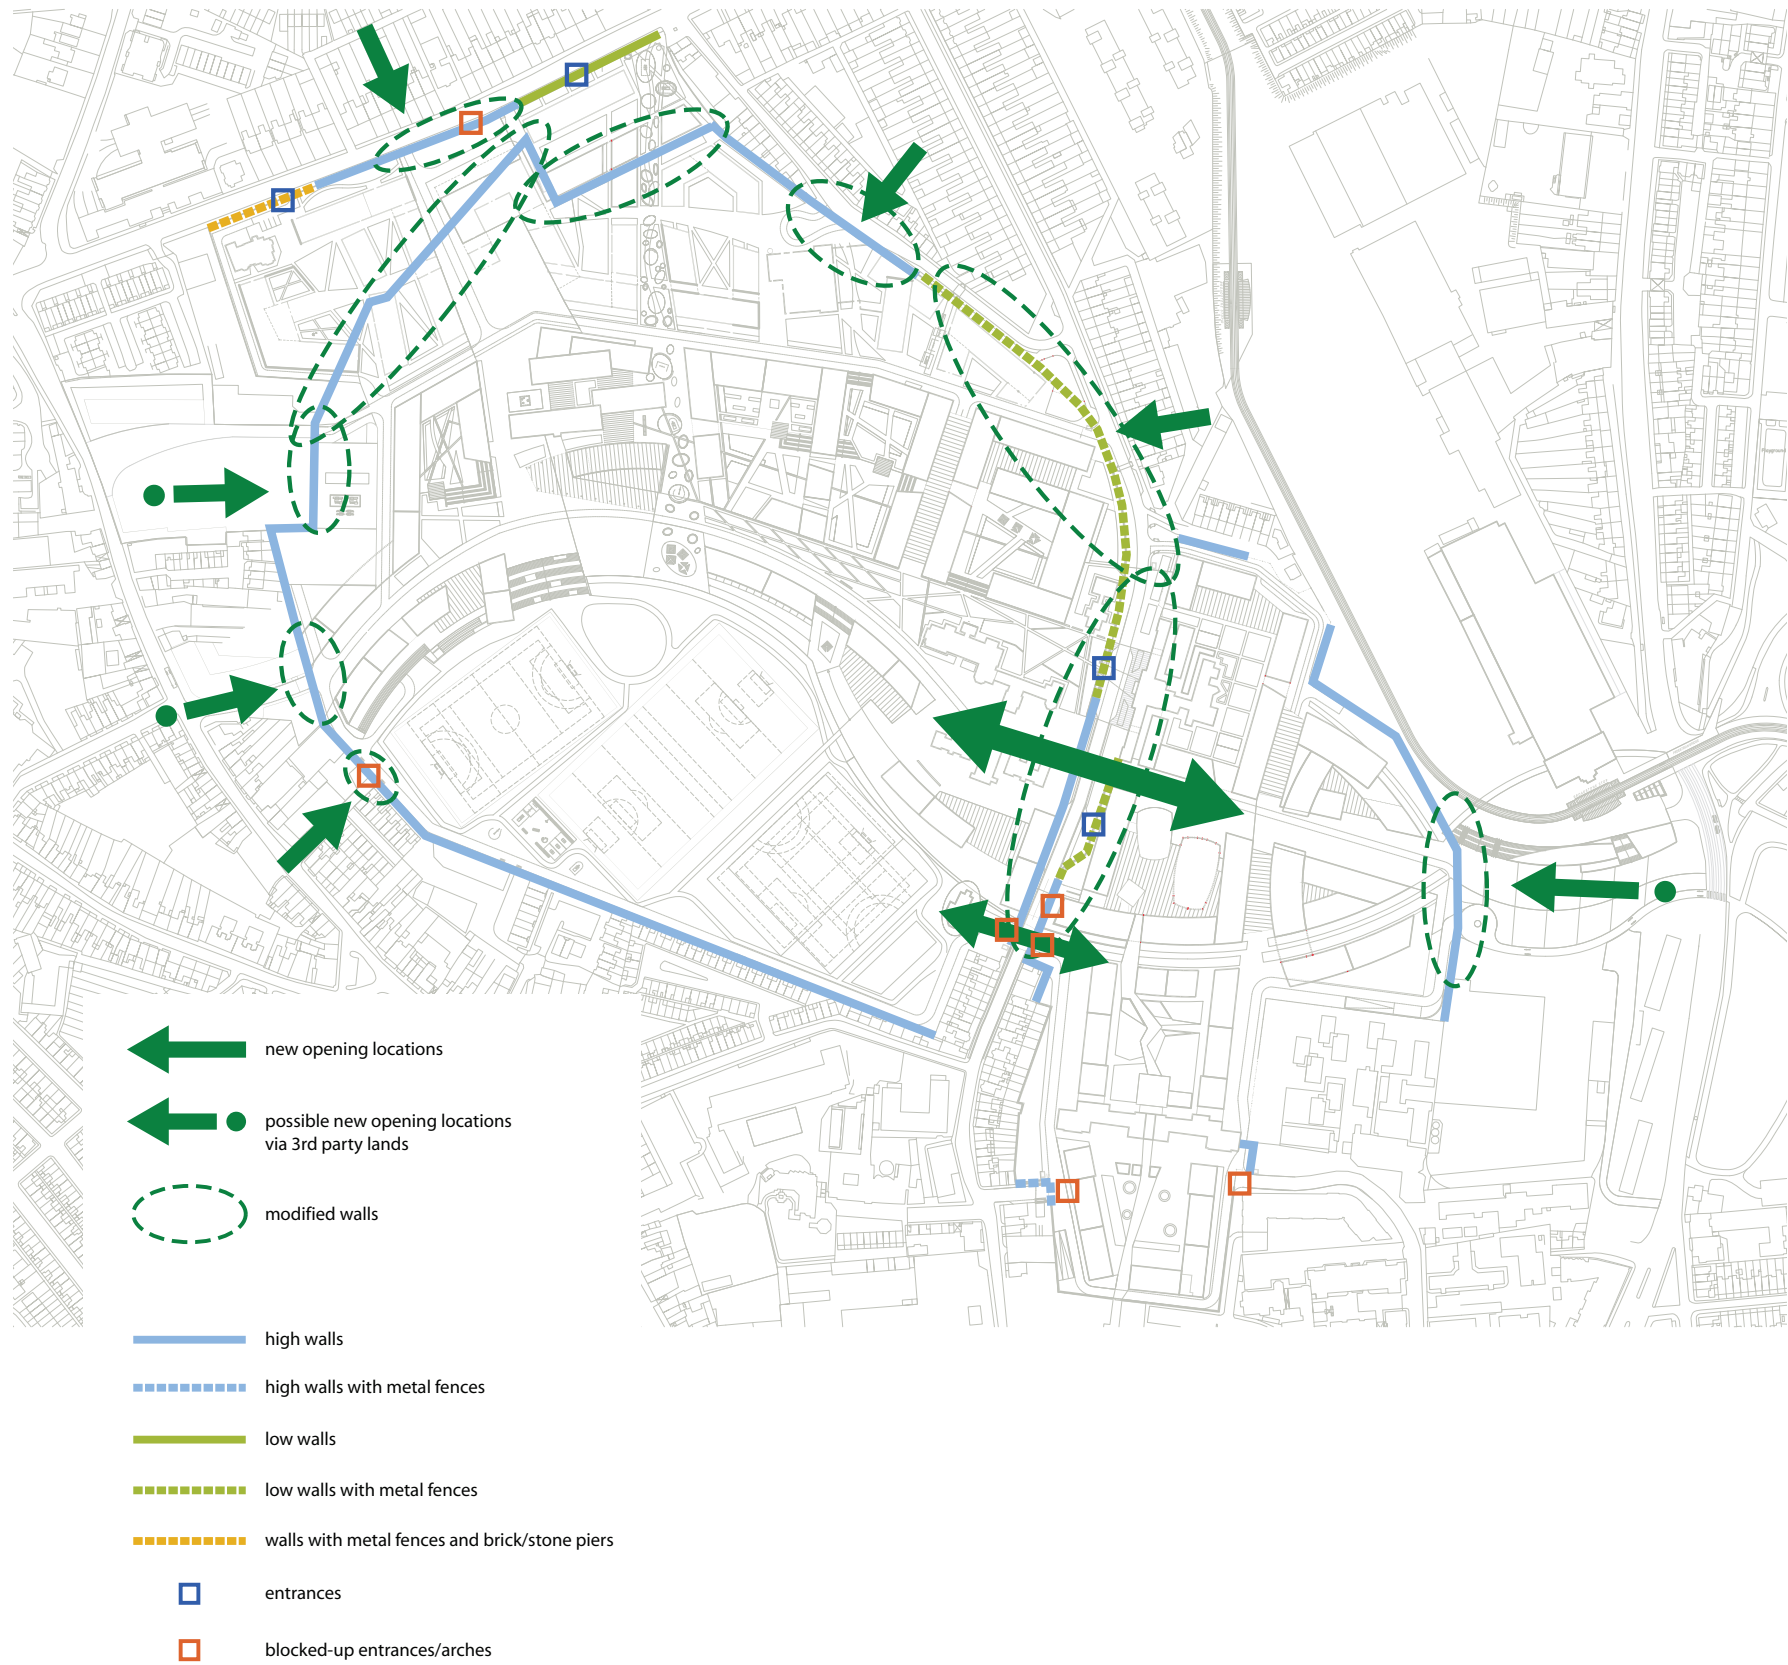 new opening locations
possible new opening locations
via 3rd party lands
modified walls
high walls
high walls with metal fences
low walls
low walls with metal fences
walls with metal fences and brick/stone piers
entrances
blocked-up entrances/arches